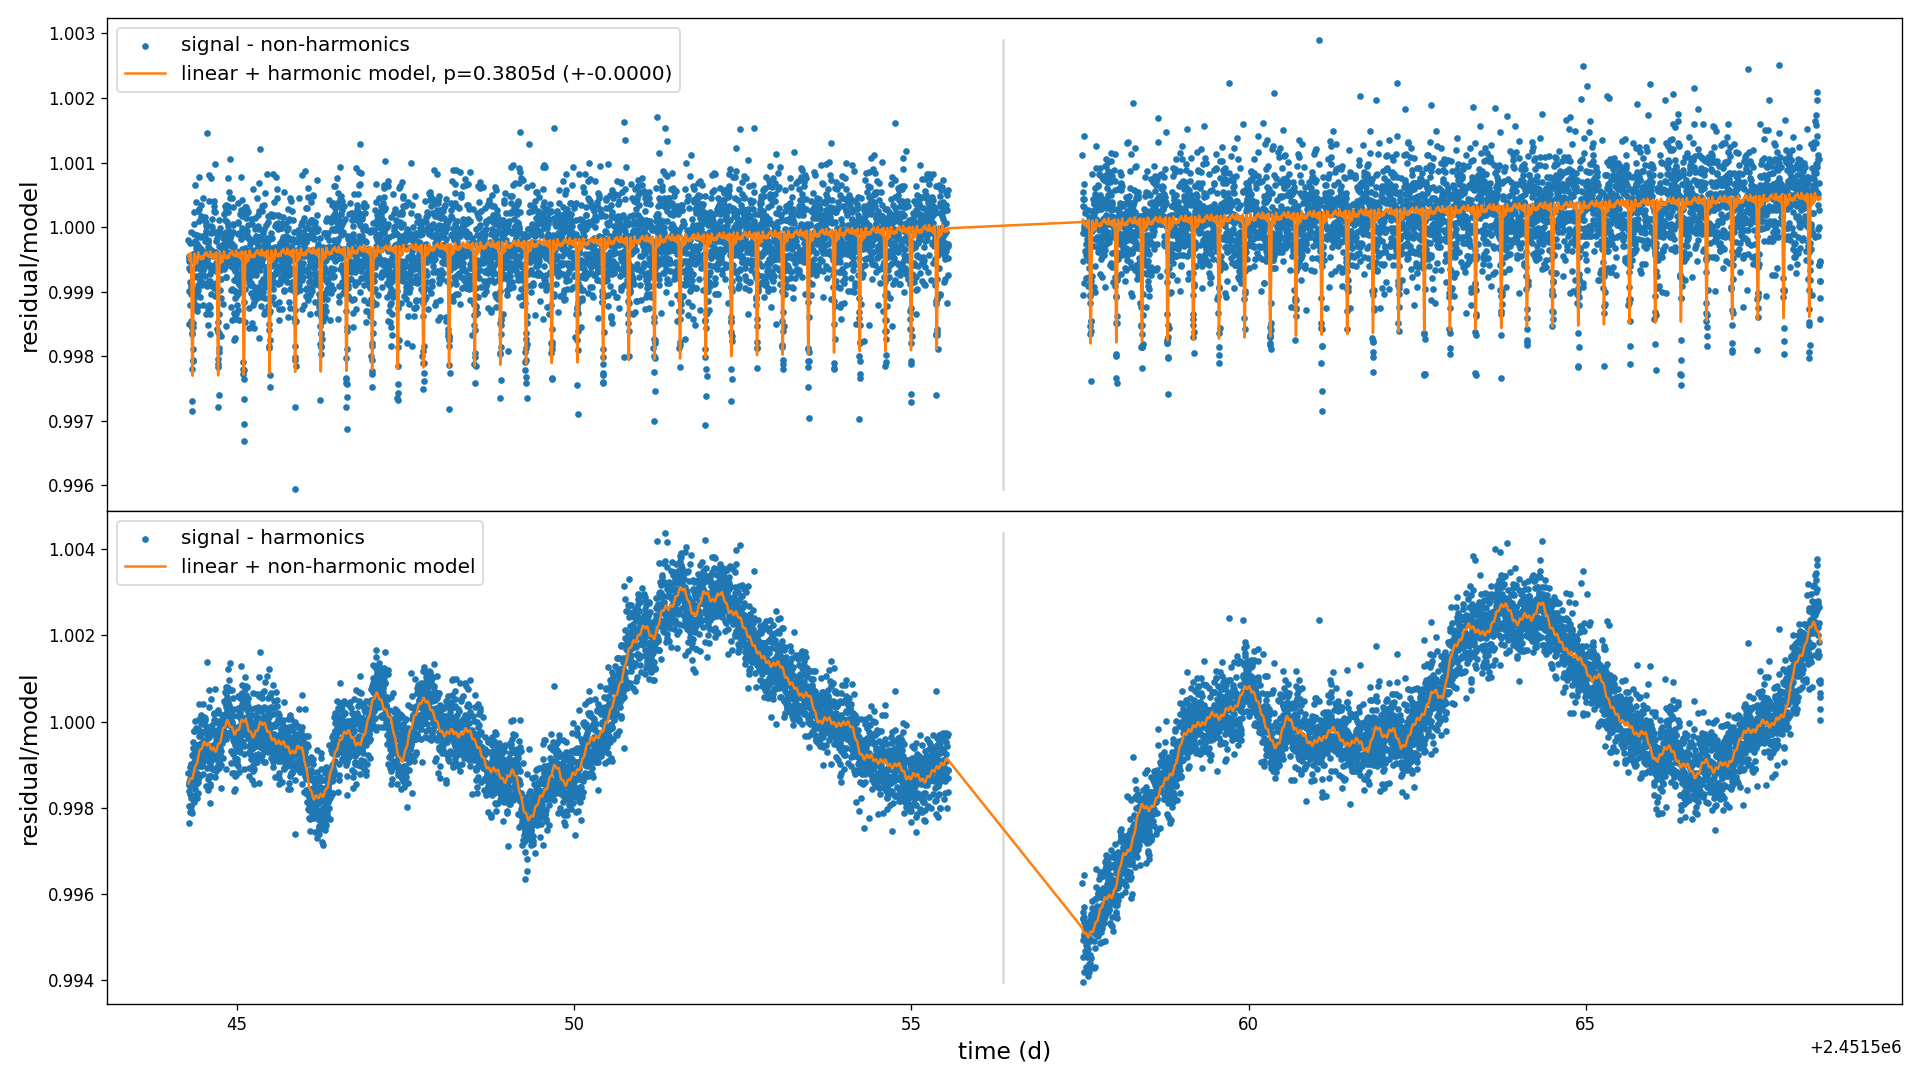 signal - non-harmonics
linear + harmonic model, p=0.3805d (+-0.0000)
residual/model
1.003
1.002
1.001
1.000
0.999
0.998
0.997
0.996
signal - harmonics
linear + non-harmonic model
residual/model
1.004
1.002
1.000
0.998
0.996
0.994
45
50
55
60
65
time (d)
+2.4515e6